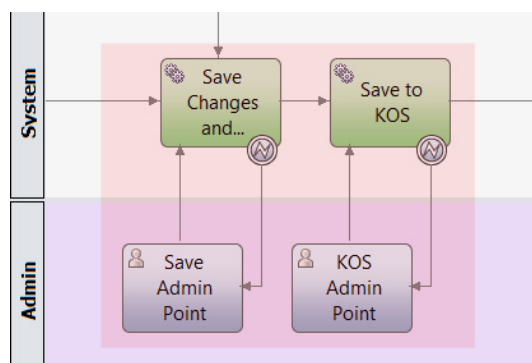 System
Save
Changes
and...
Save to
KOS
Admin
Save
Admin
Point
KOS
Admin
Point